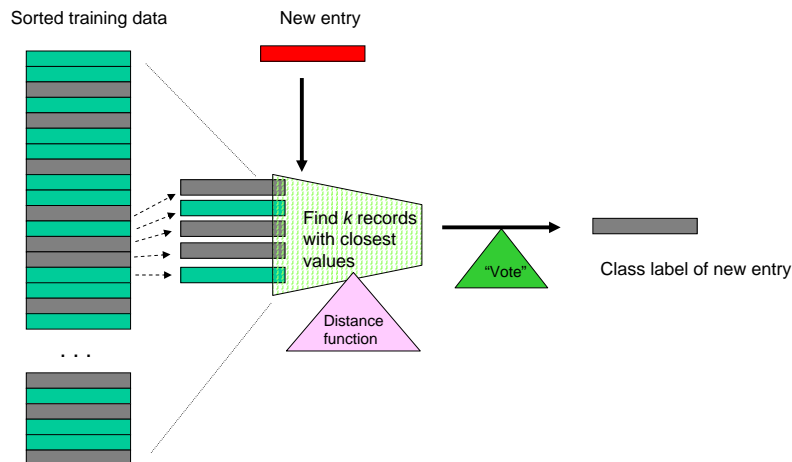 Sorted training data
New entry
Find k records
with closest
values
Distance
function
“Vote”
Class label of new entry
. . .